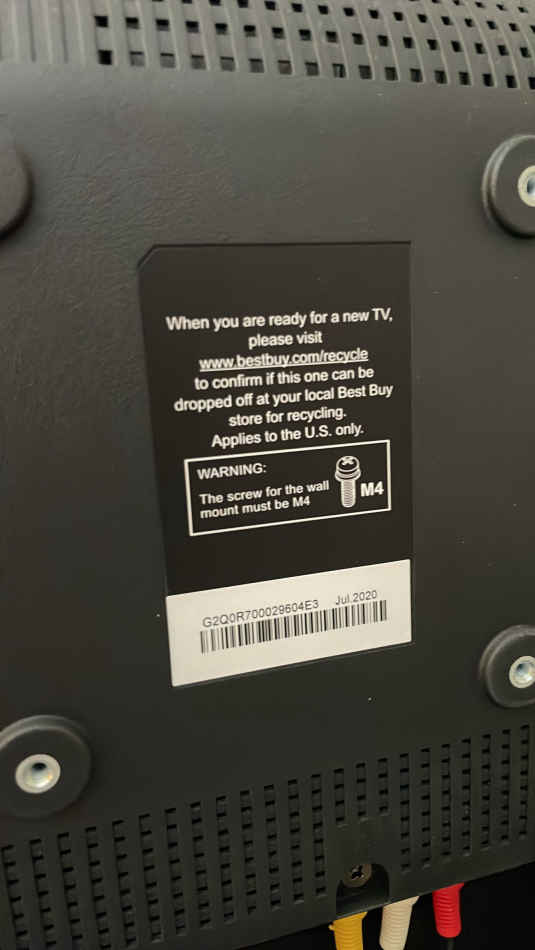 When you are ready for a new TV,
please visit
www.bestbuy.com/recycle
to confirm if this one can be
dropped off at your local Best Buy
store for recycling.
Applies to the U.S. only.
WARNING:
The screw for the wall
mount must be M4
M4
G2Q0R700029604E3 Jul.2020